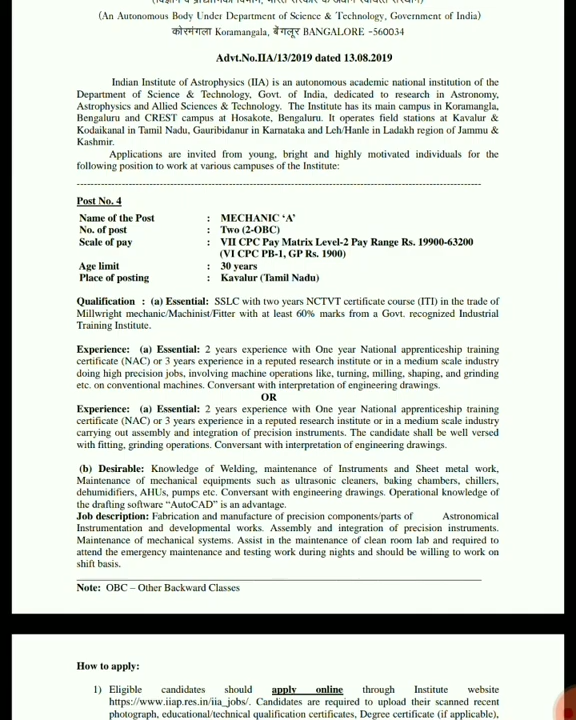 (An Autonomous Body Under Department of Science & Technology, Government of India)
कोरमंगला Koramangala, बेंगलूर BANGALORE -560034
Advt.No.IIA/13/2019 dated 13.08.2019
Indian Institute of Astrophysics (IIA) is an autonomous academic national institution of the
Department of Science & Technology, Govt. of India, dedicated to research in Astronomy,
Astrophysics and Allied Sciences & Technology. The Institute has its main campus in Koramangla,
Bengaluru and CREST campus at Hosakote, Bengaluru. It operates field stations at Kavalur &
Kodaikanal in Tamil Nadu, Gauribidanur in Karnataka and Leh/Hanle in Ladakh region of Jammu &
Kashmir.
Applications are invited from young, bright and highly motivated individuals for the
following position to work at various campuses of the Institute:
Post No. 4
Name of the Post : MECHANIC ‘A’
No. of post : Two (2-OBC)
Scale of pay : VII CPC Pay Matrix Level-2 Pay Range Rs. 19900-63200
(VI CPC PB-1, GP Rs. 1900)
Age limit : 30 years
Place of posting : Kavalur (Tamil Nadu)
Qualification : (a) Essential: SSLC with two years NCTVT certificate course (ITI) in the trade of
Millwright mechanic/Machinist/Fitter with at least 60% marks from a Govt. recognized Industrial
Training Institute.
Experience: (a) Essential: 2 years experience with One year National apprenticeship training
certificate (NAC) or 3 years experience in a reputed research institute or in a medium scale industry
doing high precision jobs, involving machine operations like, turning, milling, shaping, and grinding
etc. on conventional machines. Conversant with interpretation of engineering drawings.
OR
Experience: (a) Essential: 2 years experience with One year National apprenticeship training
certificate (NAC) or 3 years experience in a reputed research institute or in a medium scale industry
carrying out assembly and integration of precision instruments. The candidate shall be well versed
with fitting, grinding operations. Conversant with interpretation of engineering drawings.
(b) Desirable: Knowledge of Welding, maintenance of Instruments and Sheet metal work,
Maintenance of mechanical equipments such as ultrasonic cleaners, baking chambers, chillers,
dehumidifiers, AHUs, pumps etc. Conversant with engineering drawings. Operational knowledge of
the drafting software “AutoCAD” is an advantage.
Job description: Fabrication and manufacture of precision components/parts of Astronomical
Instrumentation and developmental works. Assembly and integration of precision instruments.
Maintenance of mechanical systems. Assist in the maintenance of clean room lab and required to
attend the emergency maintenance and testing work during nights and should be willing to work on
shift basis.
Note: OBC – Other Backward Classes
How to apply:
1) Eligible candidates should apply online through Institute website
https://www.iiap.res.in/iia_jobs/. Candidates are required to upload their scanned recent
photograph, educational/technical qualification certificates, Degree certificate (if applicable),